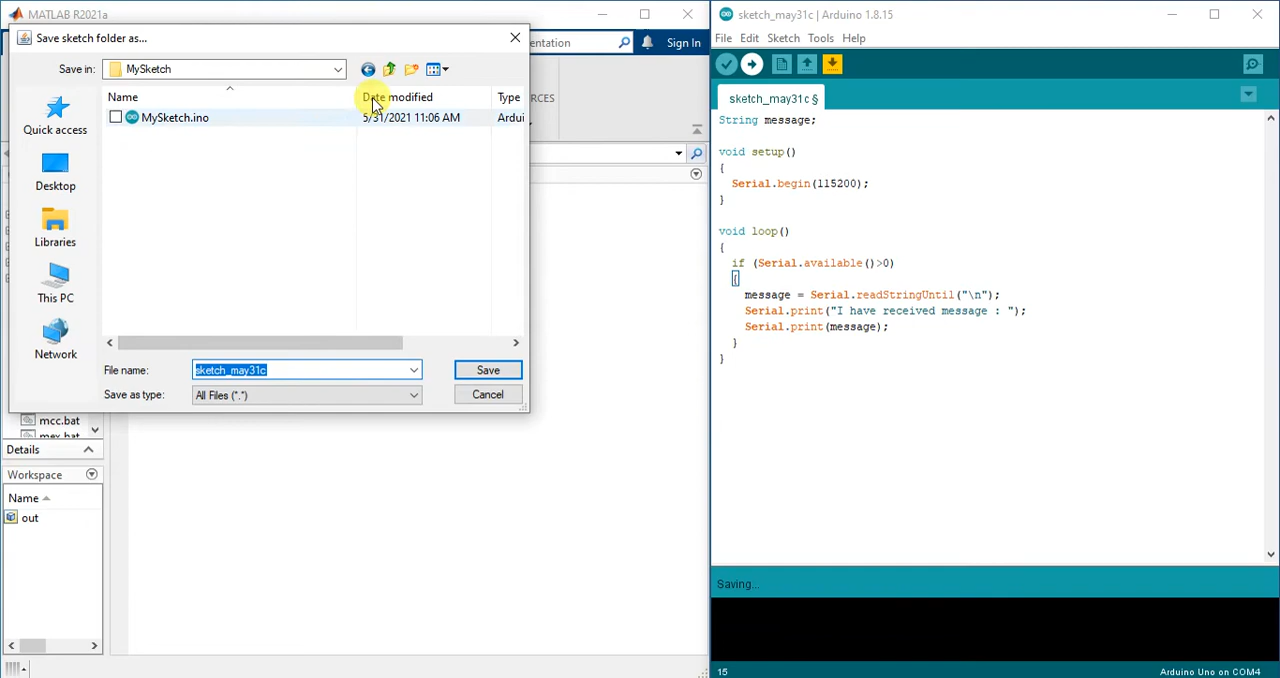 MATLAB R2021a
Save sketch folder as...
Save in:
MySketch
Name
Date modified
Type
MySketch.ino
5/31/2021 11:06 AM
Ardui
Quick access
Desktop
Libraries
This PC
Network
File name:
sketch_may31c
Save
Save as type:
All Files (*.*)
Cancel
entation
Sign In
RCES
mcc.bat
mex.bat
Details
Workspace
Name
out
sketch_may31c | Arduino 1.8.15
File Edit Sketch Tools Help
sketch_may31c §
String message;
void setup()
{
Serial.begin(115200);
}
void loop()
{
if (Serial.available()>0)
{
message = Serial.readStringUntil("\n");
Serial.print("I have received message : ");
Serial.print(message);
}
}
Saving...
15
Arduino Uno on COM4